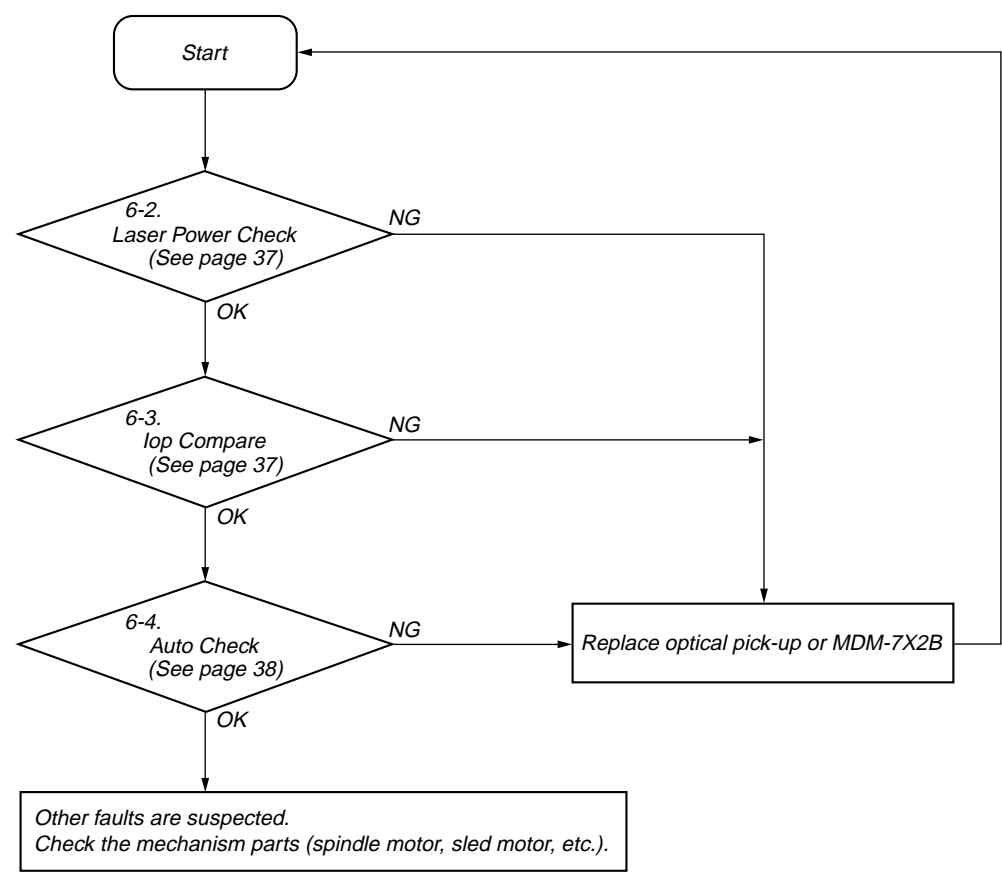 Start
6-2.
Laser Power Check
(See page 37)
NG
OK
6-3.
Iop Compare
(See page 37)
NG
OK
6-4.
Auto Check
(See page 38)
NG
Replace optical pick-up or MDM-7X2B
OK
Other faults are suspected.
Check the mechanism parts (spindle motor, sled motor, etc.).